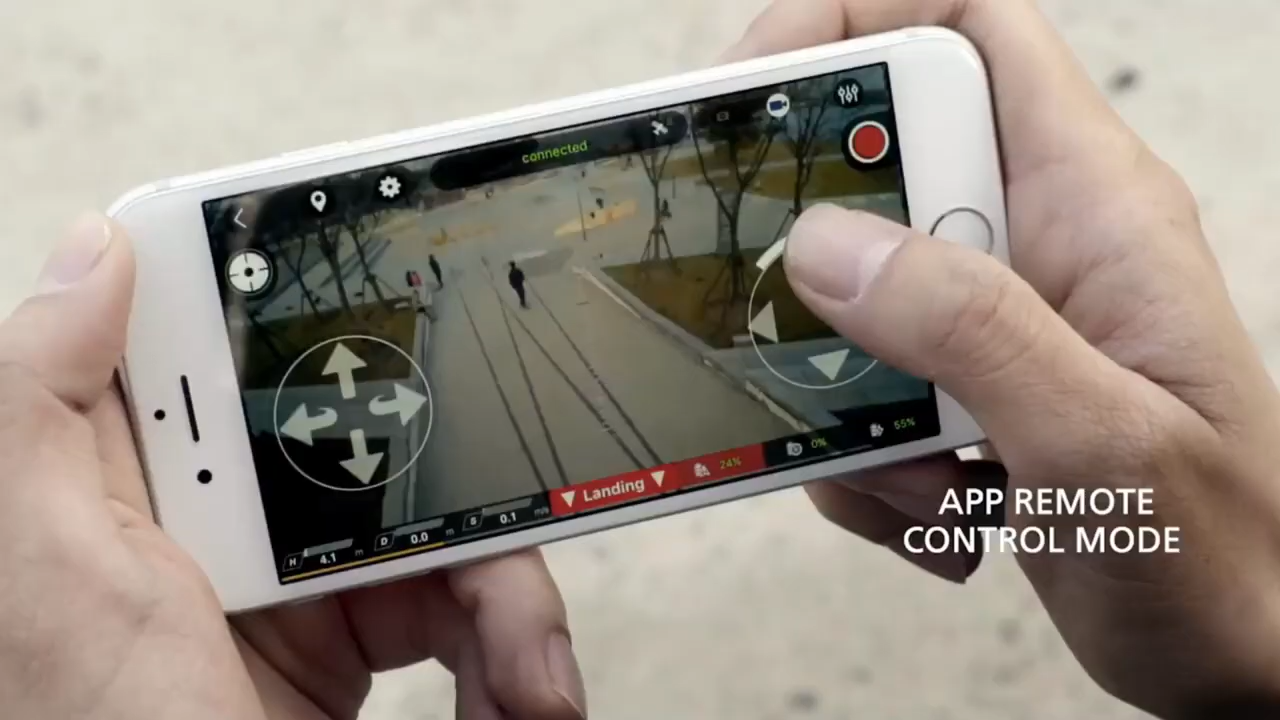 connected
Landing
24%
0%
55%
H 4.1 m
D 0.0 m
S 0.1 m/s
APP REMOTE
CONTROL MODE